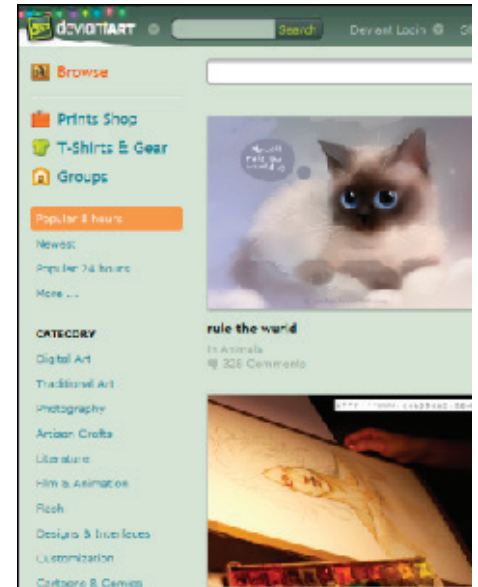 deviantART
Search
Deviant Login
Browse
Prints Shop
T-Shirts & Gear
Groups
Popular 8 hours
Newest
Popular 24 hours
More ...
CATEGORY
Digital Art
Traditional Art
Photography
Artisan Crafts
Literature
Film & Animation
Flash
Designs & Interfaces
Customization
Cartoons & Comics
rule the wurld
in Animals
328 Comments